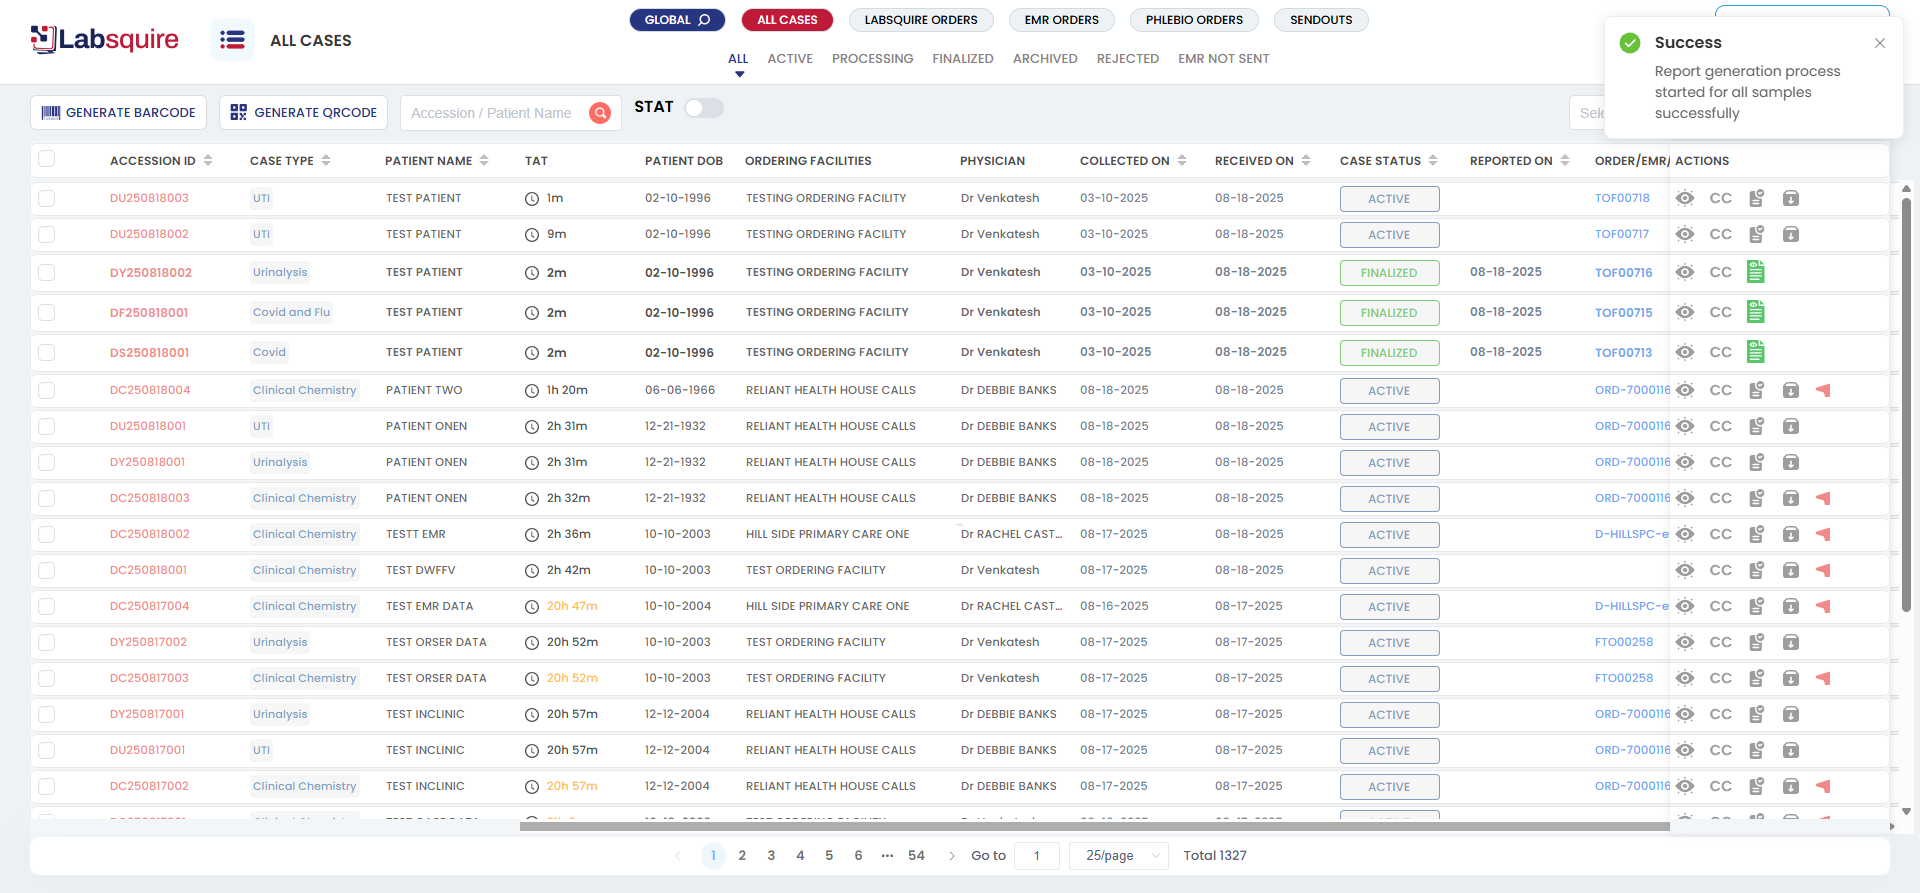 Labsquire
ALL CASES
GLOBAL
ALL CASES
LABSQUIRE ORDERS
EMR ORDERS
PHLEBIO ORDERS
SENDOUTS
ALL ACTIVE PROCESSING FINALIZED ARCHIVED REJECTED EMR NOT SENT
Success
Report generation process
started for all samples
successfully
GENERATE BARCODE
GENERATE QRCODE
Accession / Patient Name
STAT
ACCESSION ID CASE TYPE PATIENT NAME TAT PATIENT DOB ORDERING FACILITIES PHYSICIAN COLLECTED ON RECEIVED ON CASE STATUS REPORTED ON ORDER/EMR/ ACTIONS
DU250818003 UTI TEST PATIENT 1m 02-10-1996 TESTING ORDERING FACILITY Dr Venkatesh 03-10-2025 08-18-2025 ACTIVE TOF00718 CC
DU250818002 UTI TEST PATIENT 9m 02-10-1996 TESTING ORDERING FACILITY Dr Venkatesh 03-10-2025 08-18-2025 ACTIVE TOF00717 CC
DY250818002 Urinalysis TEST PATIENT 2m 02-10-1996 TESTING ORDERING FACILITY Dr Venkatesh 03-10-2025 08-18-2025 FINALIZED 08-18-2025 TOF00716 CC
DF250818001 Covid and Flu TEST PATIENT 2m 02-10-1996 TESTING ORDERING FACILITY Dr Venkatesh 03-10-2025 08-18-2025 FINALIZED 08-18-2025 TOF00715 CC
DS250818001 Covid TEST PATIENT 2m 02-10-1996 TESTING ORDERING FACILITY Dr Venkatesh 03-10-2025 08-18-2025 FINALIZED 08-18-2025 TOF00713 CC
DC250818004 Clinical Chemistry PATIENT TWO 1h 20m 06-06-1966 RELIANT HEALTH HOUSE CALLS Dr DEBBIE BANKS 08-18-2025 08-18-2025 ACTIVE ORD-7000116 CC
DU250818001 UTI PATIENT ONEN 2h 31m 12-21-1932 RELIANT HEALTH HOUSE CALLS Dr DEBBIE BANKS 08-18-2025 08-18-2025 ACTIVE ORD-7000116 CC
DY250818001 Urinalysis PATIENT ONEN 2h 31m 12-21-1932 RELIANT HEALTH HOUSE CALLS Dr DEBBIE BANKS 08-18-2025 08-18-2025 ACTIVE ORD-7000116 CC
DC250818003 Clinical Chemistry PATIENT ONEN 2h 32m 12-21-1932 RELIANT HEALTH HOUSE CALLS Dr DEBBIE BANKS 08-18-2025 08-18-2025 ACTIVE ORD-7000116 CC
DC250818002 Clinical Chemistry TESTT EMR 2h 36m 10-10-2003 HILL SIDE PRIMARY CARE ONE Dr RACHEL CAST... 08-17-2025 08-18-2025 ACTIVE D-HILLSPC-e CC
DC250818001 Clinical Chemistry TEST DWFFV 2h 42m 10-10-2003 TEST ORDERING FACILITY Dr Venkatesh 08-17-2025 08-18-2025 ACTIVE CC
DC250817004 Clinical Chemistry TEST EMR DATA 20h 47m 10-10-2004 HILL SIDE PRIMARY CARE ONE Dr RACHEL CAST... 08-16-2025 08-17-2025 ACTIVE D-HILLSPC-e CC
DY250817002 Urinalysis TEST ORSER DATA 20h 52m 10-10-2003 TEST ORDERING FACILITY Dr Venkatesh 08-17-2025 08-17-2025 ACTIVE FTO00258 CC
DC250817003 Clinical Chemistry TEST ORSER DATA 20h 52m 10-10-2003 TEST ORDERING FACILITY Dr Venkatesh 08-17-2025 08-17-2025 ACTIVE FTO00258 CC
DY250817001 Urinalysis TEST INCLINIC 20h 57m 12-12-2004 RELIANT HEALTH HOUSE CALLS Dr DEBBIE BANKS 08-17-2025 08-17-2025 ACTIVE ORD-7000116 CC
DU250817001 UTI TEST INCLINIC 20h 57m 12-12-2004 RELIANT HEALTH HOUSE CALLS Dr DEBBIE BANKS 08-17-2025 08-17-2025 ACTIVE ORD-7000116 CC
DC250817002 Clinical Chemistry TEST INCLINIC 20h 57m 12-12-2004 RELIANT HEALTH HOUSE CALLS Dr DEBBIE BANKS 08-17-2025 08-17-2025 ACTIVE ORD-7000116 CC
1 2 3 4 5 6 ••• 54 Go to 1 25/page Total 1327